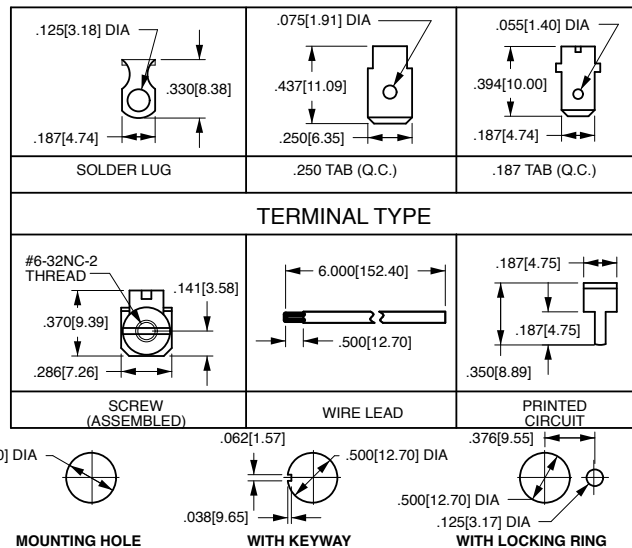 .125[3.18] DIA
.330[8.38]
.187[4.74]
SOLDER LUG
.075[1.91] DIA
.437[11.09]
.250[6.35]
.250 TAB (Q.C.)
.055[1.40] DIA
.394[10.00]
.187[4.74]
.187 TAB (Q.C.)
TERMINAL TYPE
#6-32NC-2
THREAD
.141[3.58]
.370[9.39]
.286[7.26]
SCREW
(ASSEMBLED)
6.000[152.40]
.500[12.70]
WIRE LEAD
.187[4.75]
.187[4.75]
.350[8.89]
PRINTED
CIRCUIT
0] DIA
MOUNTING HOLE
.062[1.57]
.500[12.70] DIA
.038[9.65]
WITH KEYWAY
.376[9.55]
.500[12.70] DIA
.125[3.17] DIA
WITH LOCKING RING